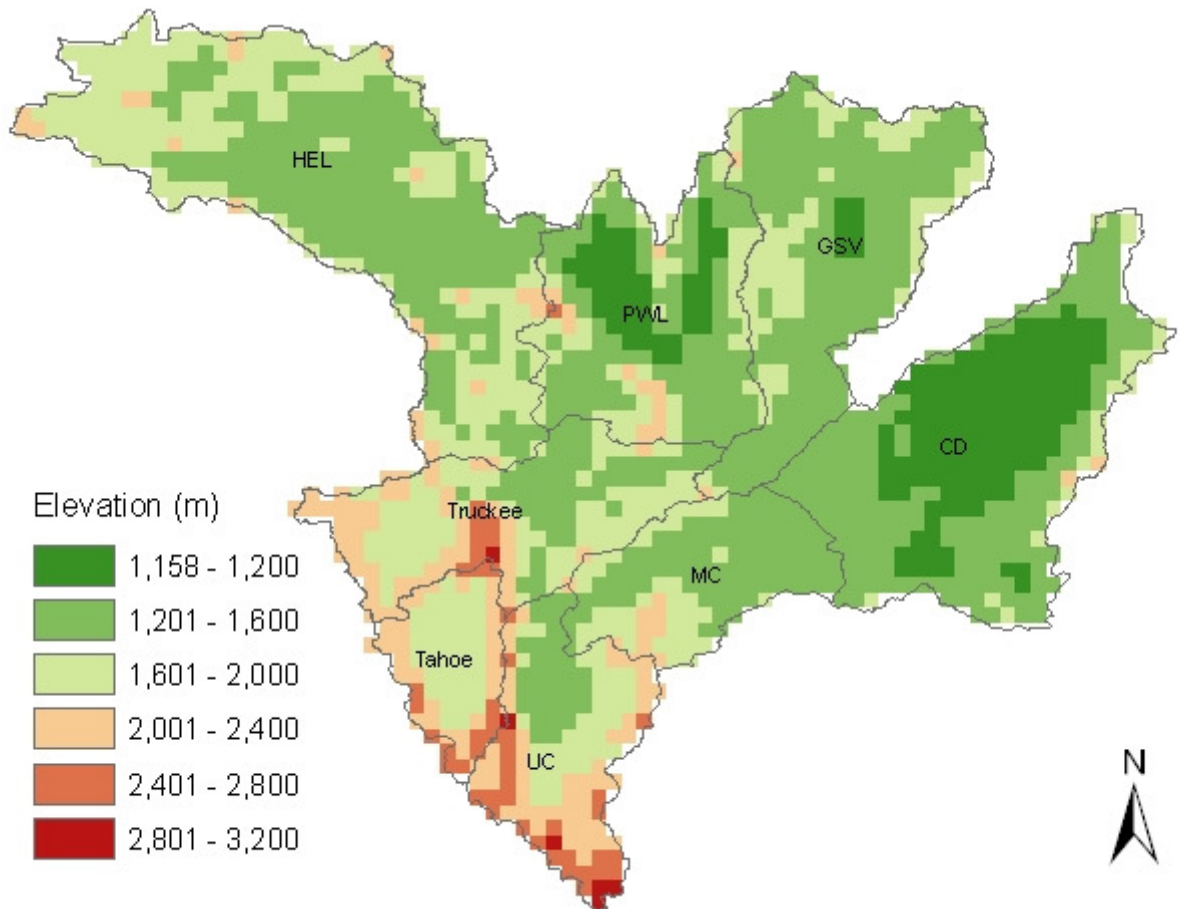 HEL
GSV
PWL
CD
Elevation (m)
Truckee
1,158 - 1,200
MC
1,201 - 1,600
Tahoe
1,601 - 2,000
2,001 - 2,400
UC
N
2,401 - 2,800
2,801 - 3,200